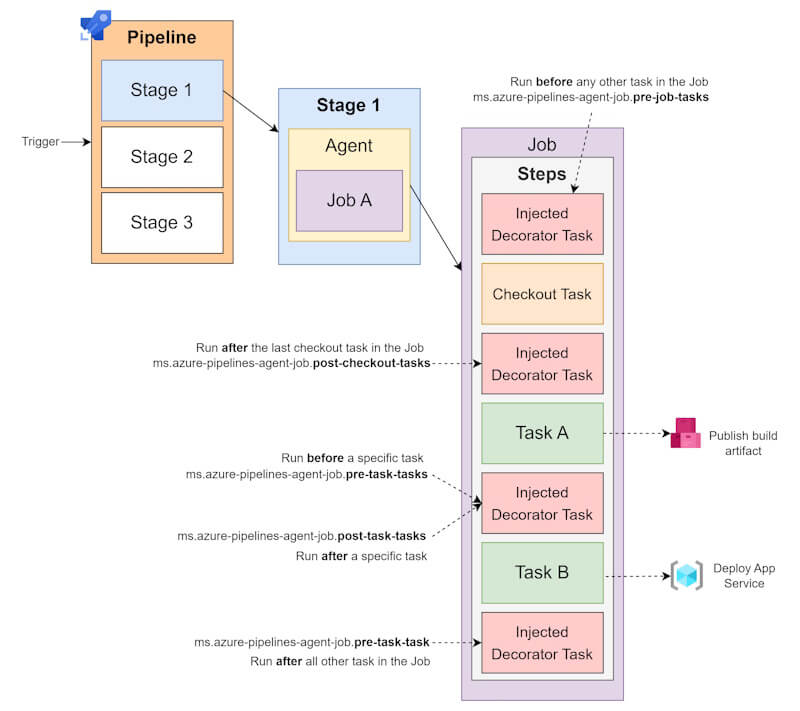 Pipeline
Stage 1
Stage 2
Stage 3
Trigger
Stage 1
Agent
Job A
Run before any other task in the Job
ms.azure-pipelines-agent-job.pre-job-tasks
Job
Steps
Injected
Decorator Task
Checkout Task
Run after the last checkout task in the Job
ms.azure-pipelines-agent-job.post-checkout-tasks
Injected
Decorator Task
Task A
Publish build
artifact
Run before a specific task
ms.azure-pipelines-agent-job.pre-task-tasks
Injected
Decorator Task
ms.azure-pipelines-agent-job.post-task-tasks
Run after a specific task
Task B
Deploy App
Service
Injected
Decorator Task
ms.azure-pipelines-agent-job.pre-task-task
Run after all other task in the Job